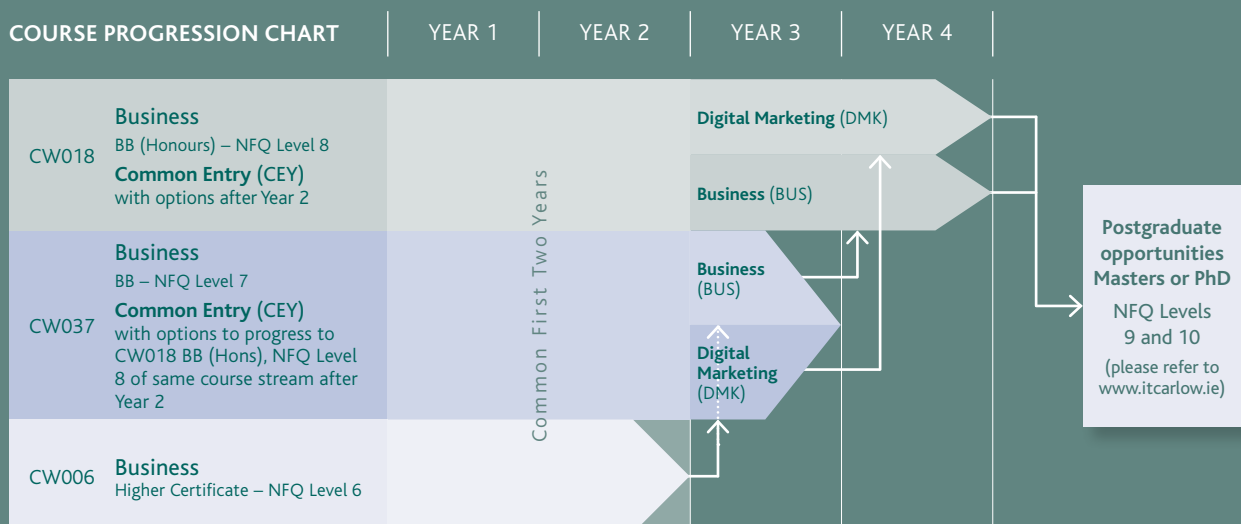 COURSE PROGRESSION CHART
YEAR 1
YEAR 2
YEAR 3
YEAR 4
CW018
Business
BB (Honours) – NFQ Level 8
Common Entry (CEY)
with options after Year 2
Digital Marketing (DMK)
Business (BUS)
CW037
Business
BB – NFQ Level 7
Common Entry (CEY)
with options to progress to
CW018 BB (Hons), NFQ Level
8 of same course stream after
Year 2
Business
(BUS)
Digital
Marketing
(DMK)
CW006
Business
Higher Certificate – NFQ Level 6
Common First Two Years
Postgraduate
opportunities
Masters or PhD
NFQ Levels
9 and 10
(please refer to
www.itcarlow.ie)